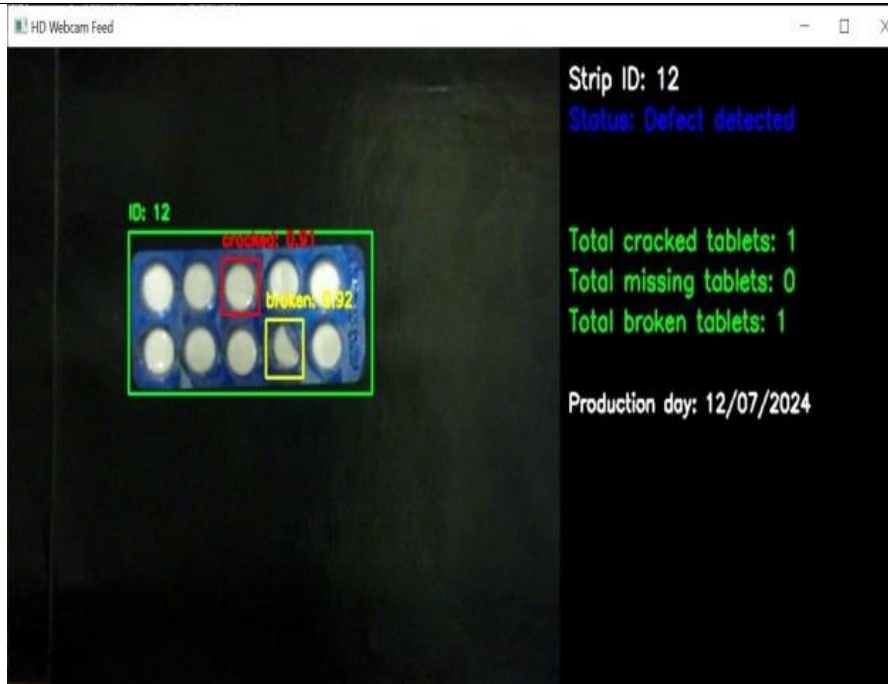 HD Webcam Feed
Strip ID: 12
Status: Defect detected
ID: 12
cracked: 0.81
broken: 0.92
Total cracked tablets: 1
Total missing tablets: 0
Total broken tablets: 1
Production day: 12/07/2024